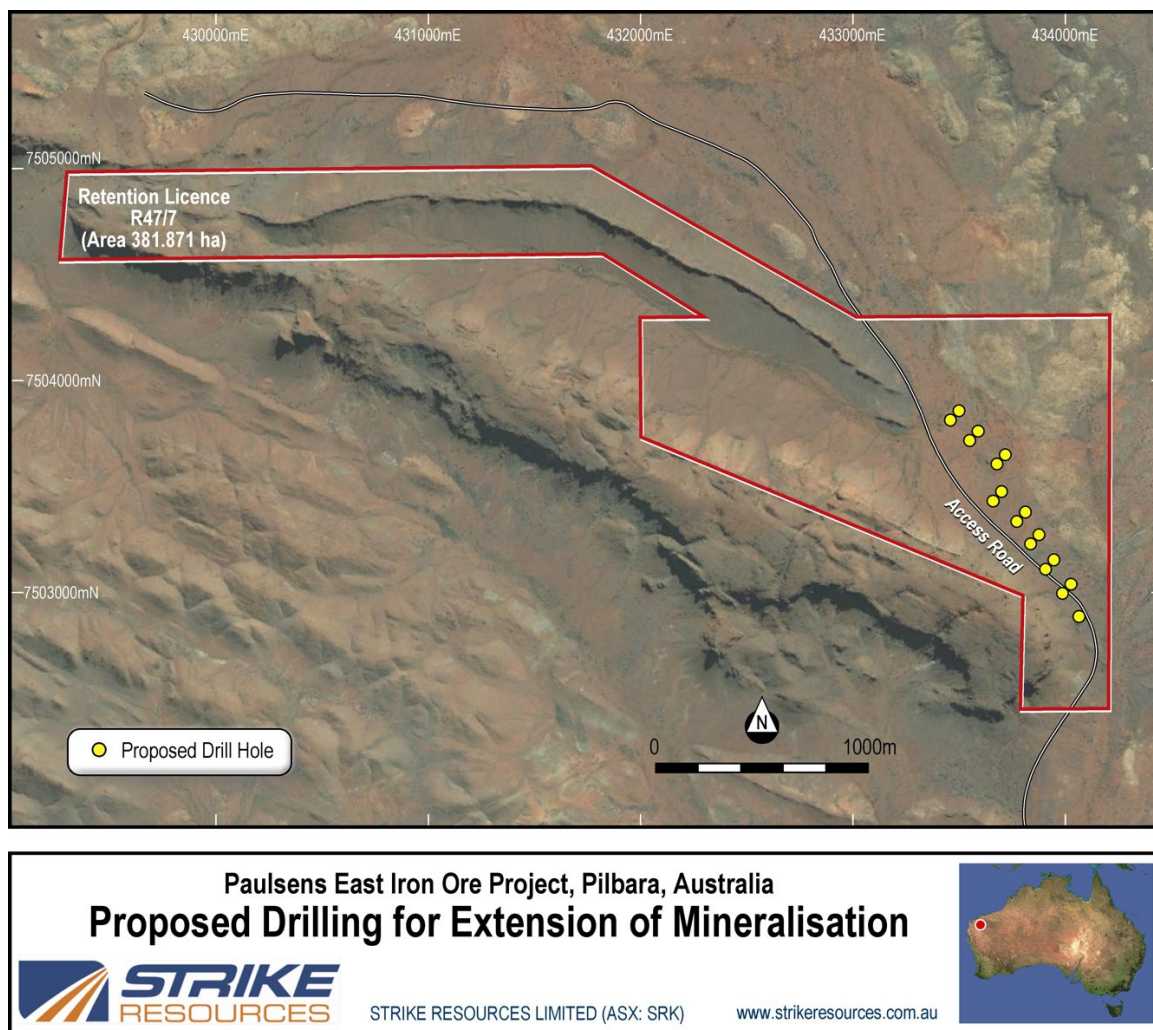 430000mE 431000mE 432000mE 433000mE 434000mE
7505000mN
Retention Licence
R47/7
(Area 381.871 ha)
7504000mN
Access Road
7503000mN
N
0 1000m
Proposed Drill Hole
Paulsens East Iron Ore Project, Pilbara, Australia
Proposed Drilling for Extension of Mineralisation
STRIKE
RESOURCES
STRIKE RESOURCES LIMITED (ASX: SRK) www.strikeresources.com.au